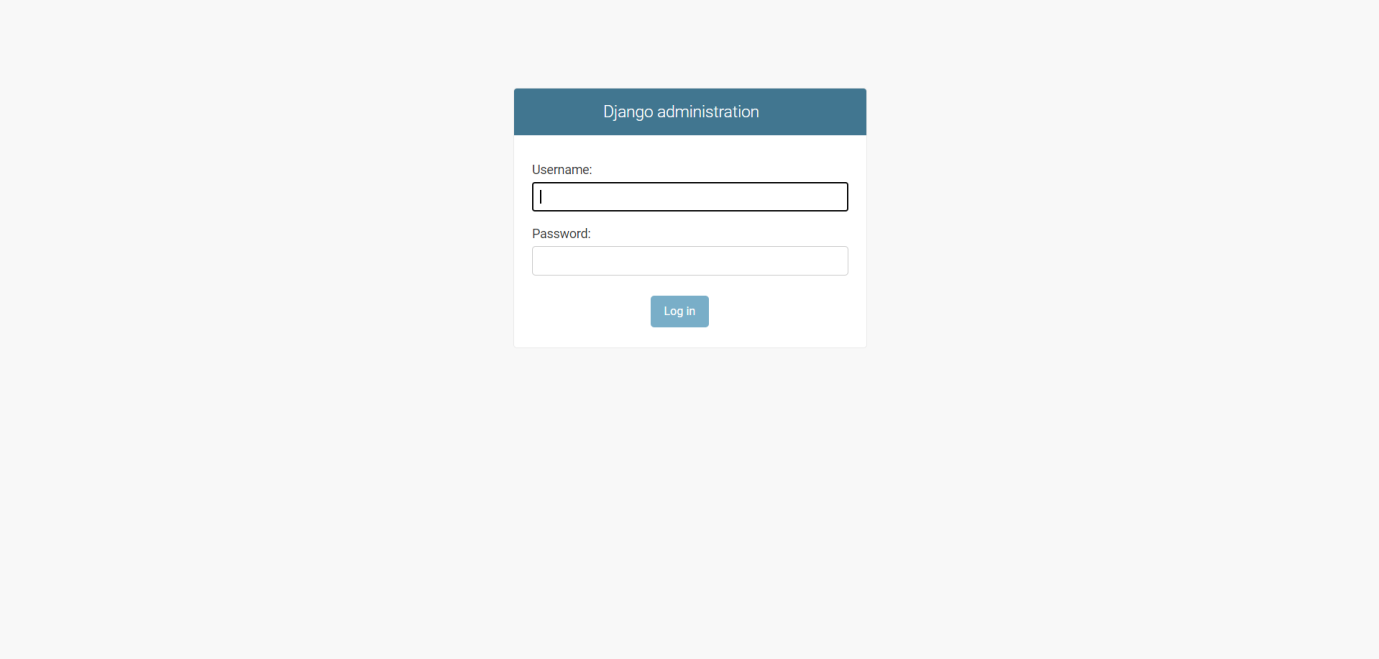 Django administration
Username:
Password:
Log in